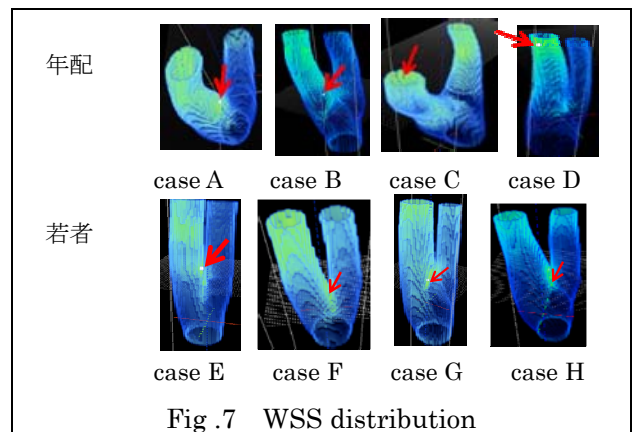 年配
case A case B case C case D
若者
case E case F case G case H
Fig .7 WSS distribution